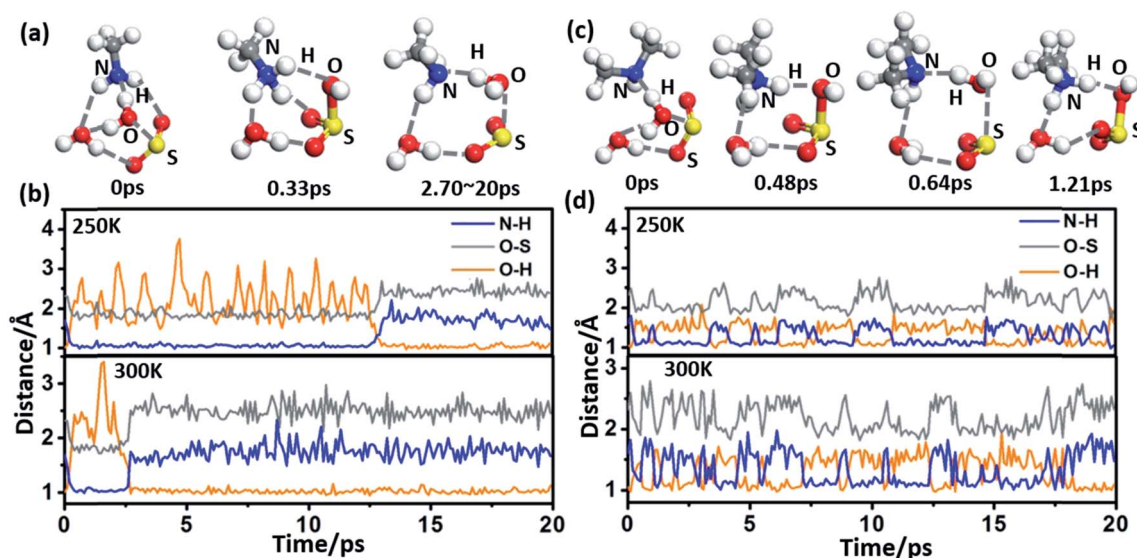 (a)
N
H
O
S
0ps
N
H
O
S
0.33ps
H
O
N
S
2.70~20ps
(c)
N
H
O
S
0ps
H
O
N
S
0.48ps
N
O
H
S
0.64ps
H
O
N
S
1.21ps
(b)
250K
N-H
O-S
O-H
4
3
2
1
300K
3
2
1
Distance/Å
0 5 10 15 20
Time/ps
(d)
250K
N-H
O-S
O-H
4
3
2
1
300K
3
2
1
Distance/Å
0 5 10 15 20
Time/ps